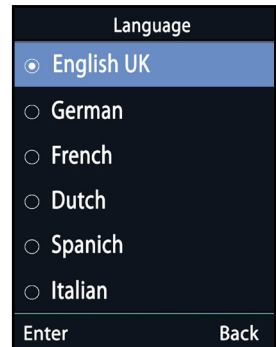 Language
English UK
German
French
Dutch
Spanich
Italian
Enter Back